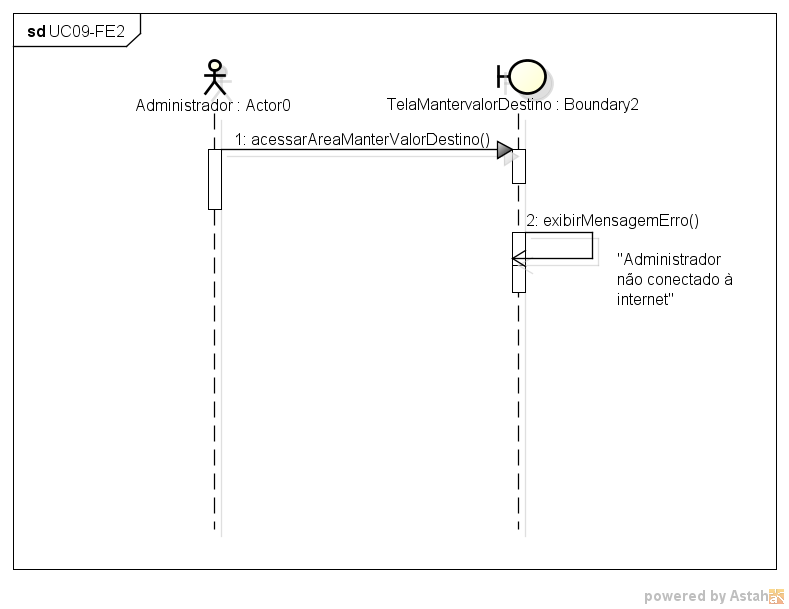 sd UC09-FE2
Administrador : Actor0
TelaMantervalorDestino : Boundary2
1: acessarAreaManterValorDestino()
2: exibirMensagemErro()
"Administrador
não conectado à
internet"
powered by Astah